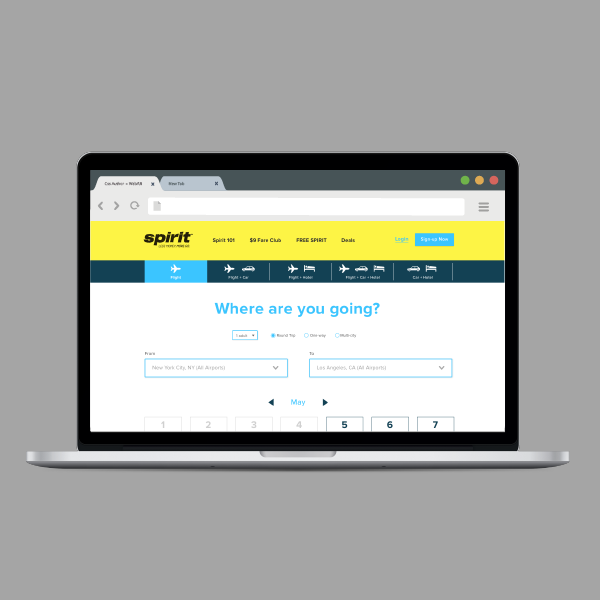 New Tab
spirit
LESS MONEY. MORE GO.
Spirit 101
$9 Fare Club
FREE SPIRIT
Deals
Login
Sign-up Now
Flight
Flight + Car
Flight + Hotel
Flight + Car + Hotel
Car + Hotel
Where are you going?
1 adult
Round Trip
One-way
Multi-city
From
To
New York City, NY (All Airports)
Los Angeles, CA (All Airports)
May
1 2 3 4 5 6 7